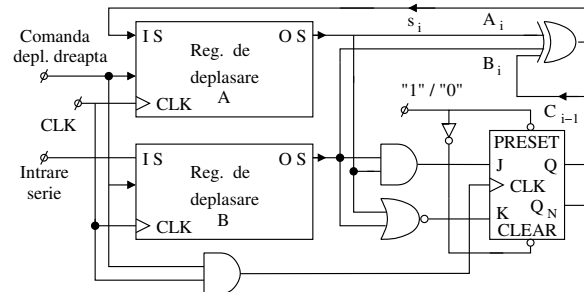 s i
A i
Comanda
depl. dreapta
I S
Reg. de
deplasare
A
O S
CLK
B i
CLK
"1" / "0"
C i−1
Intrare
serie
I S
Reg. de
deplasare
B
O S
CLK
PRESET
J
Q
CLK
K
Q N
CLEAR